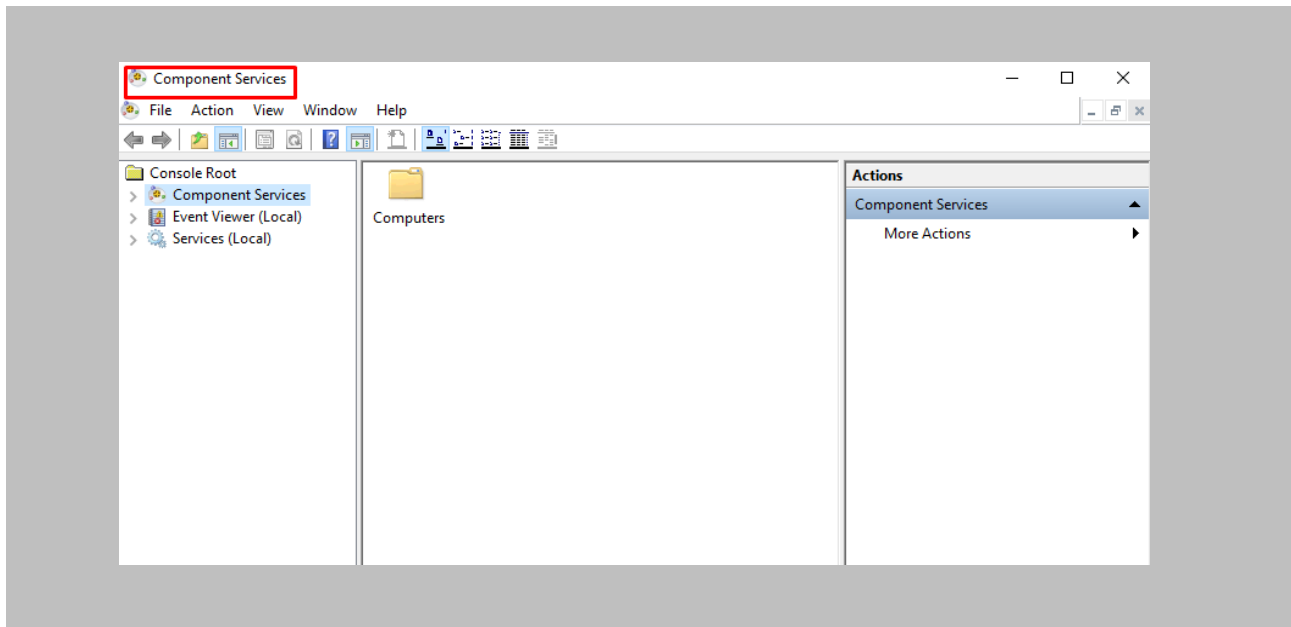 Component Services
File Action View Window Help
Console Root
Component Services
Event Viewer (Local)
Services (Local)
Computers
Actions
Component Services
More Actions